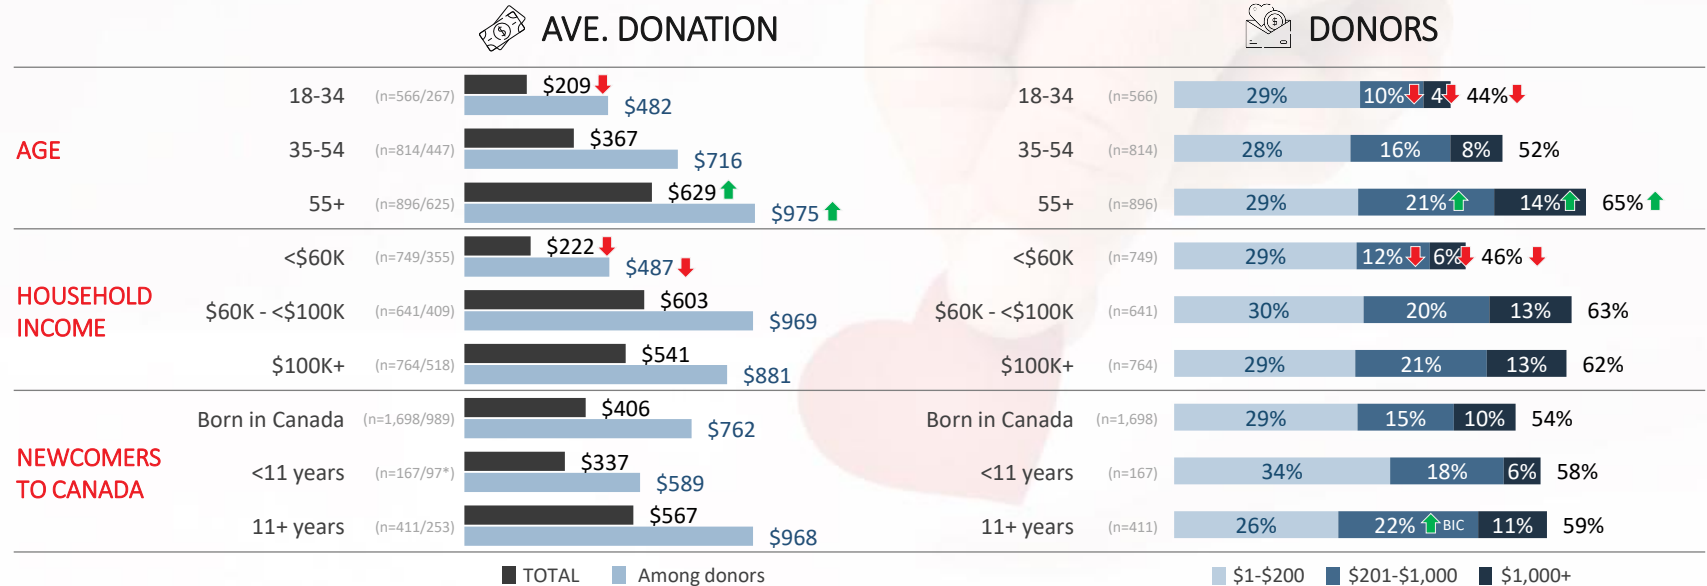 AVE. DONATION
DONORS
AGE
18-34 (n=566/267) $209 $482
35-54 (n=814/447) $367 $716
55+ (n=896/625) $629 $975
18-34 (n=566) 29% 10% 4 44%
35-54 (n=814) 28% 16% 8% 52%
55+ (n=896) 29% 21% 14% 65%
HOUSEHOLD
INCOME
<$60K (n=749/355) $222 $487
$60K - <$100K (n=641/409) $603 $969
$100K+ (n=764/518) $541 $881
<$60K (n=749) 29% 12% 6% 46%
$60K - <$100K (n=641) 30% 20% 13% 63%
$100K+ (n=764) 29% 21% 13% 62%
NEWCOMERS
TO CANADA
Born in Canada (n=1,698/989) $406 $762
<11 years (n=167/97*) $337 $589
11+ years (n=411/253) $567 $968
Born in Canada (n=1,698) 29% 15% 10% 54%
<11 years (n=167) 34% 18% 6% 58%
11+ years (n=411) 26% 22% BIC 11% 59%
TOTAL Among donors
$1-$200 $201-$1,000 $1,000+